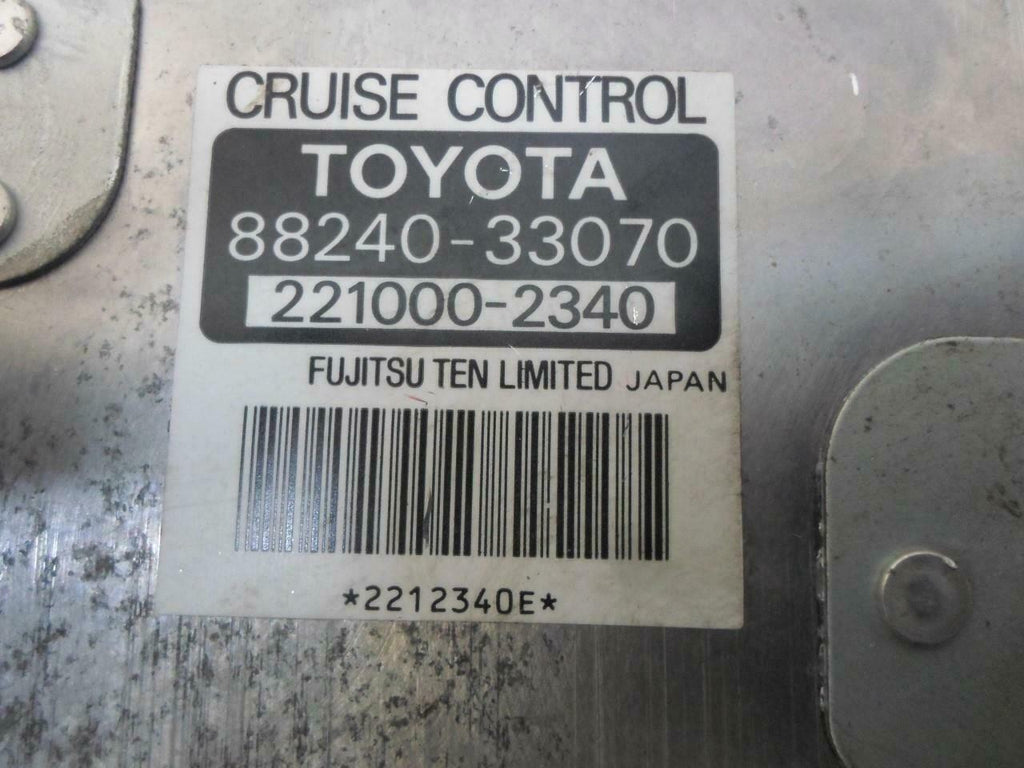 CRUISE CONTROL
TOYOTA
88240-33070
221000-2340
FUJITSU TEN LIMITED JAPAN
*2212340E*